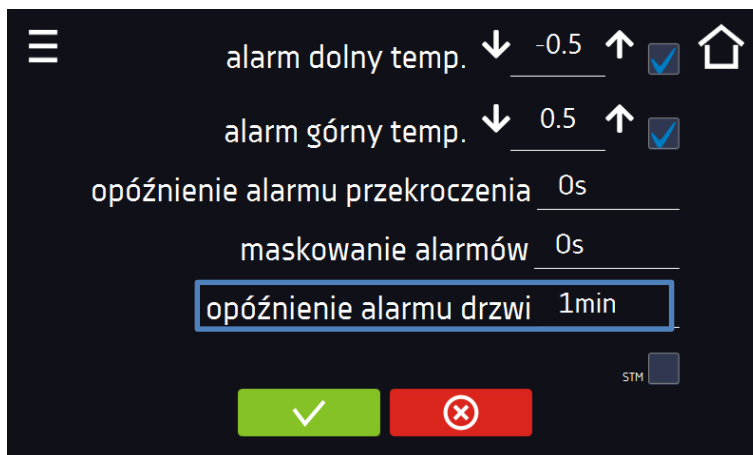 alarm dolny temp. -0.5
alarm górny temp. 0.5
opóźnienie alarmu przekroczenia 0s
maskowanie alarmów 0s
opóźnienie alarmu drzwi 1min
STM